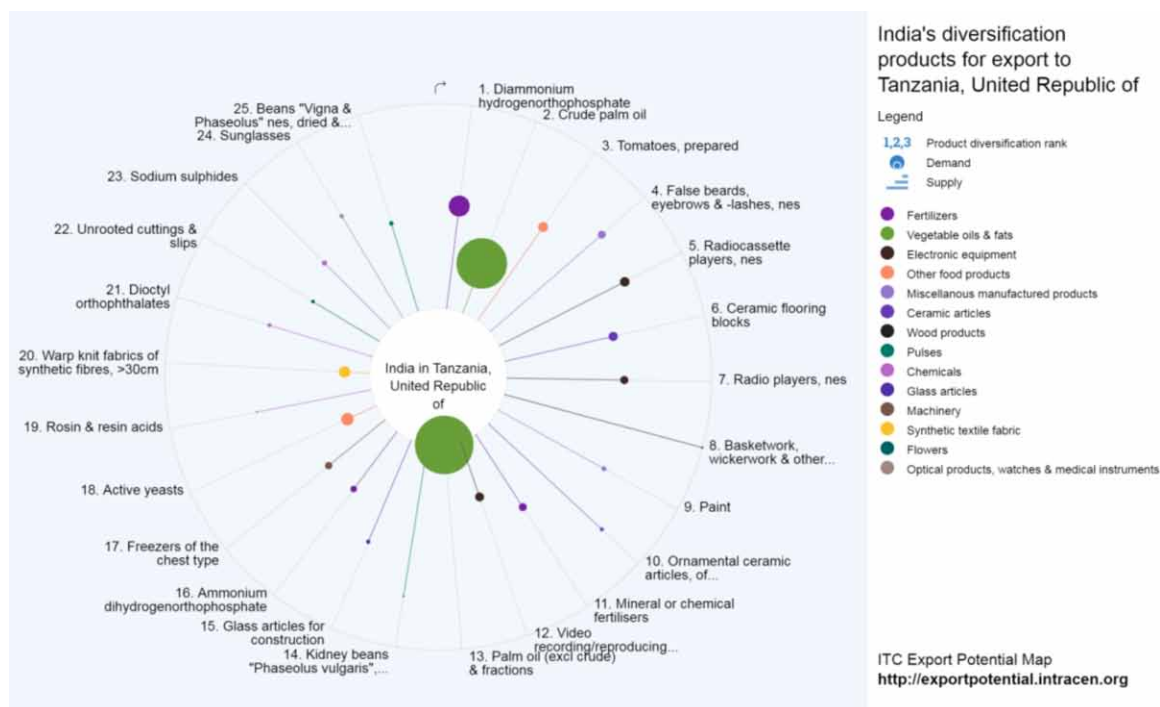 India's diversification
products for export to
Tanzania, United Republic of
Legend
1,2,3 Product diversification rank
Demand
Supply
Fertilizers
Vegetable oils & fats
Electronic equipment
Other food products
Miscellanous manufactured products
Ceramic articles
Wood products
Pulses
Chemicals
Glass articles
Machinery
Synthetic textile fabric
Flowers
Optical products, watches & medical instruments
ITC Export Potential Map
http://exportpotential.intracen.org
India in Tanzania,
United Republic
of
1. Diammonium
hydrogenorthophosphate
2. Crude palm oil
3. Tomatoes, prepared
4. False beards,
eyebrows & -lashes, nes
5. Radiocassette
players, nes
6. Ceramic flooring
blocks
7. Radio players, nes
8. Basketwork,
wickerwork & other...
9. Paint
10. Ornamental ceramic
articles, of...
11. Mineral or chemical
fertilisers
12. Video
recording/reproducing...
13. Palm oil (excl crude)
& fractions
14. Kidney beans
"Phaseolus vulgaris",...
15. Glass articles for
construction
16. Ammonium
dihydrogenorthophosphate
17. Freezers of the
chest type
18. Active yeasts
19. Rosin & resin acids
20. Warp knit fabrics of
synthetic fibres, >30cm
21. Dioctyl
orthophthalates
22. Unrooted cuttings &
slips
23. Sodium sulphides
24. Sunglasses
25. Beans "Vigna &
Phaseolus" nes, dried &...